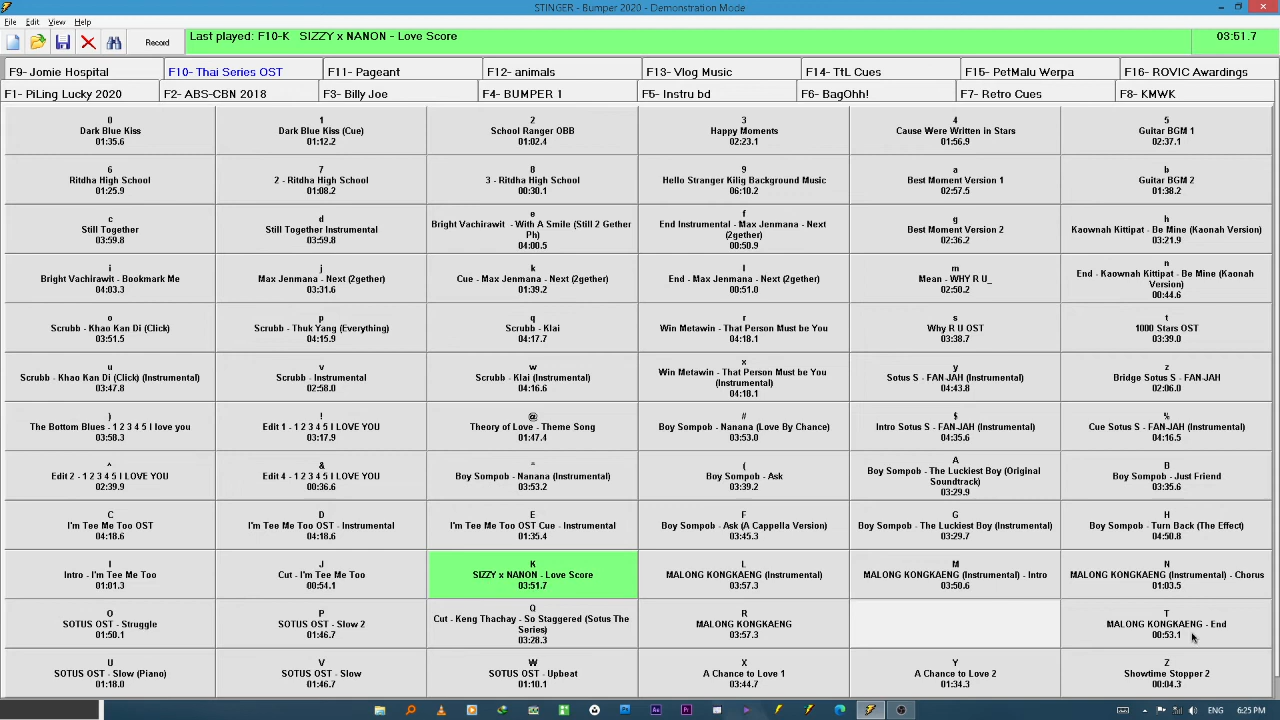 STINGER - Bumper 2020 - Demonstration Mode
File Edit View Help
Record
Last played: F10-K SIZZY x NANON - Love Score
03:51.7
F9- Jomie Hospital
F10- Thai Series OST
F11- Pageant
F12- animals
F13- Vlog Music
F14- TfL Cues
F15- PetMalu Werpa
F16- ROVIC Awardings
F1- PiLing Lucky 2020
F2- ABS-CBN 2018
F3- Billy Joe
F4- BUMPER 1
F5- Instru bd
F6- BagOhh!
F7- Retro Cues
F8- KMWK
0
Dark Blue Kiss
01:35.6
1
Dark Blue Kiss (Cue)
01:12.2
2
School Ranger OBB
01:02.4
3
Happy Moments
02:23.1
4
Cause Were Written in Stars
01:56.9
5
Guitar BGM 1
02:37.1
6
Ritdha High School
01:25.9
7
2 - Ritdha High School
01:08.2
8
3 - Ritdha High School
00:30.1
9
Hello Stranger Kilig Background Music
06:10.2
a
Best Moment Version 1
02:57.5
b
Guitar BGM 2
01:38.2
c
Still Together
03:59.8
d
Still Together Instrumental
03:59.8
e
Bright Vachirawit - With A Smile (Still 2 Gether
Ph)
04:00.5
f
End Instrumental - Max Jenmana - Next
(2gether)
00:50.9
g
Best Moment Version 2
02:36.2
h
Kaownah Kittipat - Be Mine (Kaonah Version)
03:21.9
i
Bright Vachirawit - Bookmark Me
04:03.3
j
Max Jenmana - Next (2gether)
03:31.6
k
Cue - Max Jenmana - Next (2gether)
01:39.2
l
End - Max Jenmana - Next (2gether)
00:51.0
m
Mean - WHY R U_
02:50.2
n
End - Kaownah Kittipat - Be Mine (Kaonah
Version)
00:44.6
o
Scrubb - Khao Kan Di (Click)
03:51.5
p
Scrubb - Thuk Yang (Everything)
04:15.9
q
Scrubb - Klai
04:17.7
r
Win Metawin - That Person Must be You
04:18.1
s
Why R U OST
03:38.7
t
1000 Stars OST
03:39.0
u
Scrubb - Khao Kan Di (Click) (Instrumental)
03:47.8
v
Scrubb - Instrumental
02:58.0
w
Scrubb - Klai (Instrumental)
04:16.6
x
Win Metawin - That Person Must be You
(Instrumental)
04:18.1
y
Sotus S - FAN-JAH (Instrumental)
04:43.8
z
Bridge Sotus S - FAN-JAH
02:06.0
)
The Bottom Blues - 1 2 3 4 5 I love you
03:58.3
!
Edit 1 - 1 2 3 4 5 I LOVE YOU
03:17.9
@
Theory of Love - Theme Song
01:47.4
#
Boy Sompob - Nanana (Love By Chance)
03:53.0
$
Intro Sotus S - FAN-JAH (Instrumental)
04:35.6
%
Cue Sotus S - FAN-JAH (Instrumental)
04:16.5
^
Edit 2 - 1 2 3 4 5 I LOVE YOU
02:39.9
&
Edit 4 - 1 2 3 4 5 I LOVE YOU
00:36.6
*
Boy Sompob - Nanana (Instrumental)
03:53.2
(
Boy Sompob - Ask
03:39.2
A
Boy Sompob - The Luckiest Boy (Original
Soundtrack)
03:29.9
B
Boy Sompob - Just Friend
03:35.6
C
I'm Tee Me Too OST
04:18.6
D
I'm Tee Me Too OST - Instrumental
04:18.6
E
I'm Tee Me Too OST Cue - Instrumental
01:35.4
F
Boy Sompob - Ask (A Cappella Version)
03:45.3
G
Boy Sompob - The Luckiest Boy (Instrumental)
03:29.7
H
Boy Sompob - Turn Back (The Effect)
04:50.8
I
Intro - I'm Tee Me Too
01:01.3
J
Cut - I'm Tee Me Too
00:54.1
K
SIZZY x NANON - Love Score
03:51.7
L
MALONG KONGKAENG (Instrumental)
03:57.3
M
MALONG KONGKAENG (Instrumental) - Intro
03:50.6
N
MALONG KONGKAENG (Instrumental) - Chorus
01:03.5
O
SOTUS OST - Struggle
01:50.1
P
SOTUS OST - Slow 2
01:46.7
Q
Cut - Keng Thachay - So Staggered (Sotus The
Series)
03:28.3
R
MALONG KONGKAENG
03:57.3
T
MALONG KONGKAENG - End
00:53.1
U
SOTUS OST - Slow (Piano)
01:18.0
V
SOTUS OST - Slow
01:46.7
W
SOTUS OST - Upbeat
01:10.1
X
A Chance to Love 1
03:44.7
Y
A Chance to Love 2
01:34.3
Z
Showtime Stopper 2
00:04.3
6:25 PM